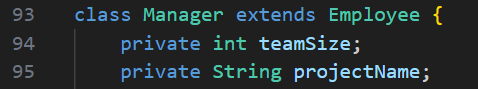 93 class Manager extends Employee {
94 private int teamSize;
95 private String projectName;